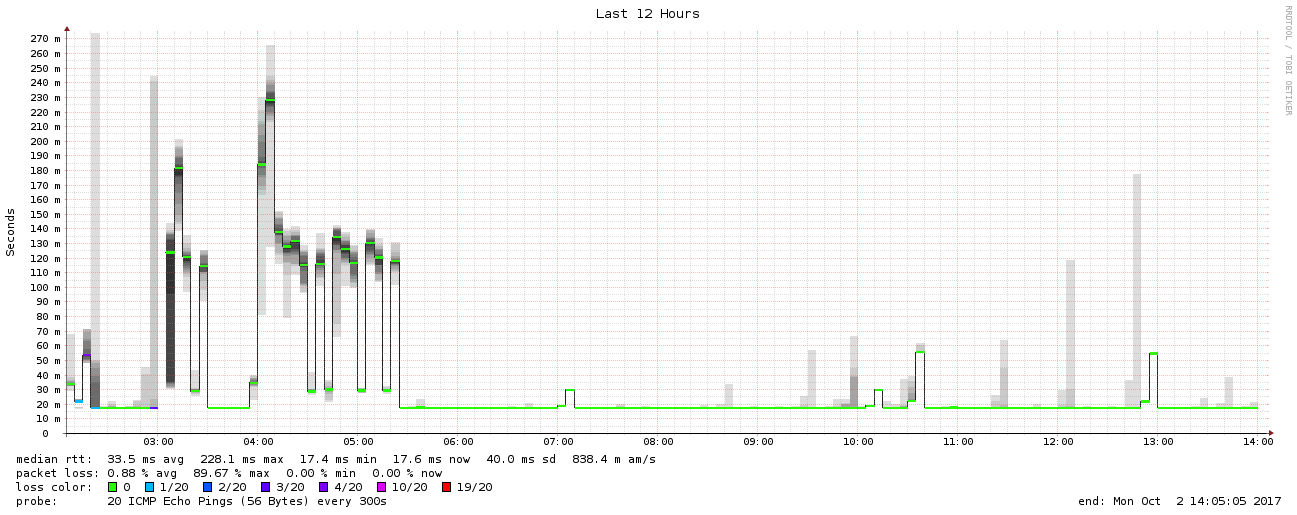 Last 12 Hours
RRDTOOL / TOBI OETIKER
Seconds
270 m
260 m
250 m
240 m
230 m
220 m
210 m
200 m
190 m
180 m
170 m
160 m
150 m
140 m
130 m
120 m
110 m
100 m
90 m
80 m
70 m
60 m
50 m
40 m
30 m
20 m
10 m
0
03:00 04:00 05:00 06:00 07:00 08:00 09:00 10:00 11:00 12:00 13:00 14:00
median rtt: 33.5 ms avg 228.1 ms max 17.4 ms min 17.6 ms now 40.0 ms sd 838.4 m am/s
packet loss: 0.88 % avg 89.67 % max 0.00 % min 0.00 % now
loss color: 0 1/20 2/20 3/20 4/20 10/20 19/20
probe: 20 ICMP Echo Pings (56 Bytes) every 300s end: Mon Oct 2 14:05:05 2017